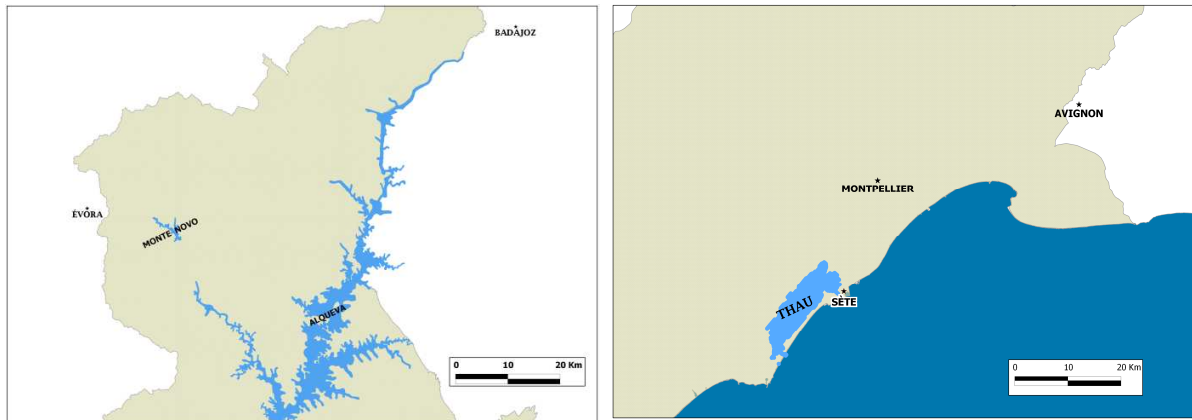 BADAJOZ
ÉVORA
MONTE NOVO
ALQUEVA
0 10 20 Km
AVIGNON
MONTPELLIER
THAU
SÈTE
0 10 20 Km